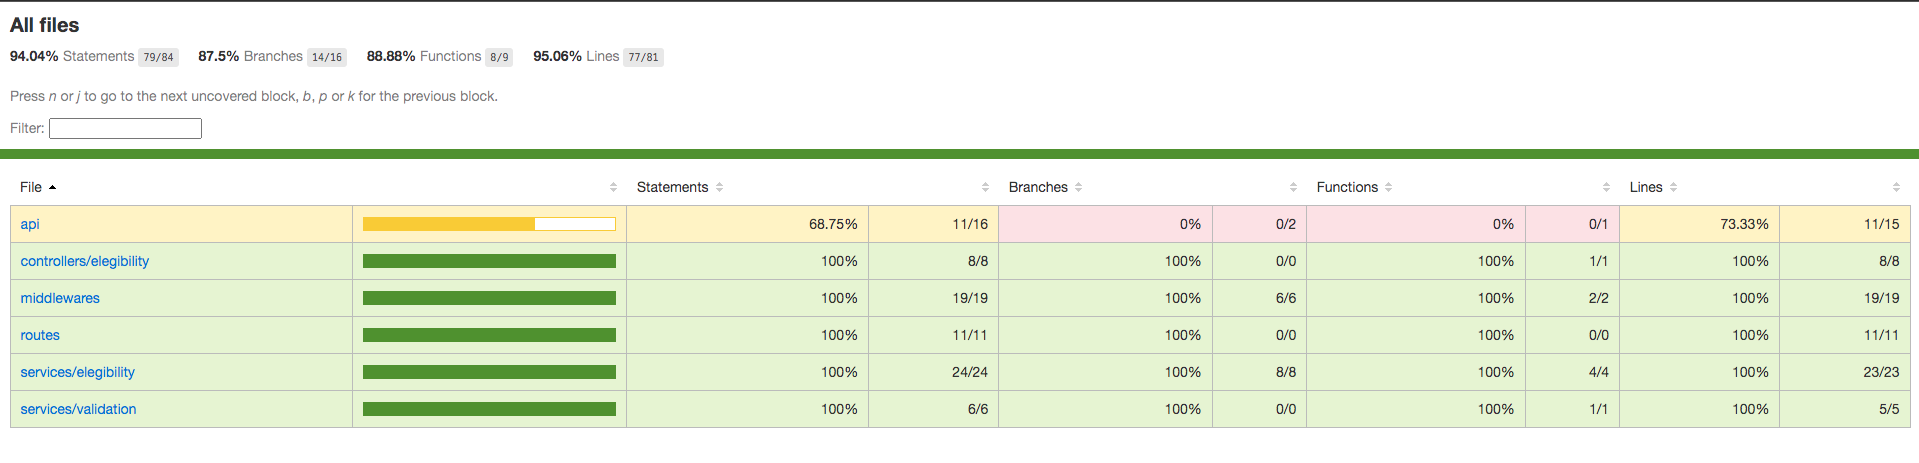 All files
94.04% Statements 79/84 87.5% Branches 14/16 88.88% Functions 8/9 95.06% Lines 77/81
Press n or j to go to the next uncovered block, b, p or k for the previous block.
Filter:
File Statements Branches Functions Lines
api 68.75% 11/16 0% 0/2 0% 0/1 73.33% 11/15
controllers/elegibility 100% 8/8 100% 0/0 100% 1/1 100% 8/8
middlewares 100% 19/19 100% 6/6 100% 2/2 100% 19/19
routes 100% 11/11 100% 0/0 100% 0/0 100% 11/11
services/elegibility 100% 24/24 100% 8/8 100% 4/4 100% 23/23
services/validation 100% 6/6 100% 0/0 100% 1/1 100% 5/5